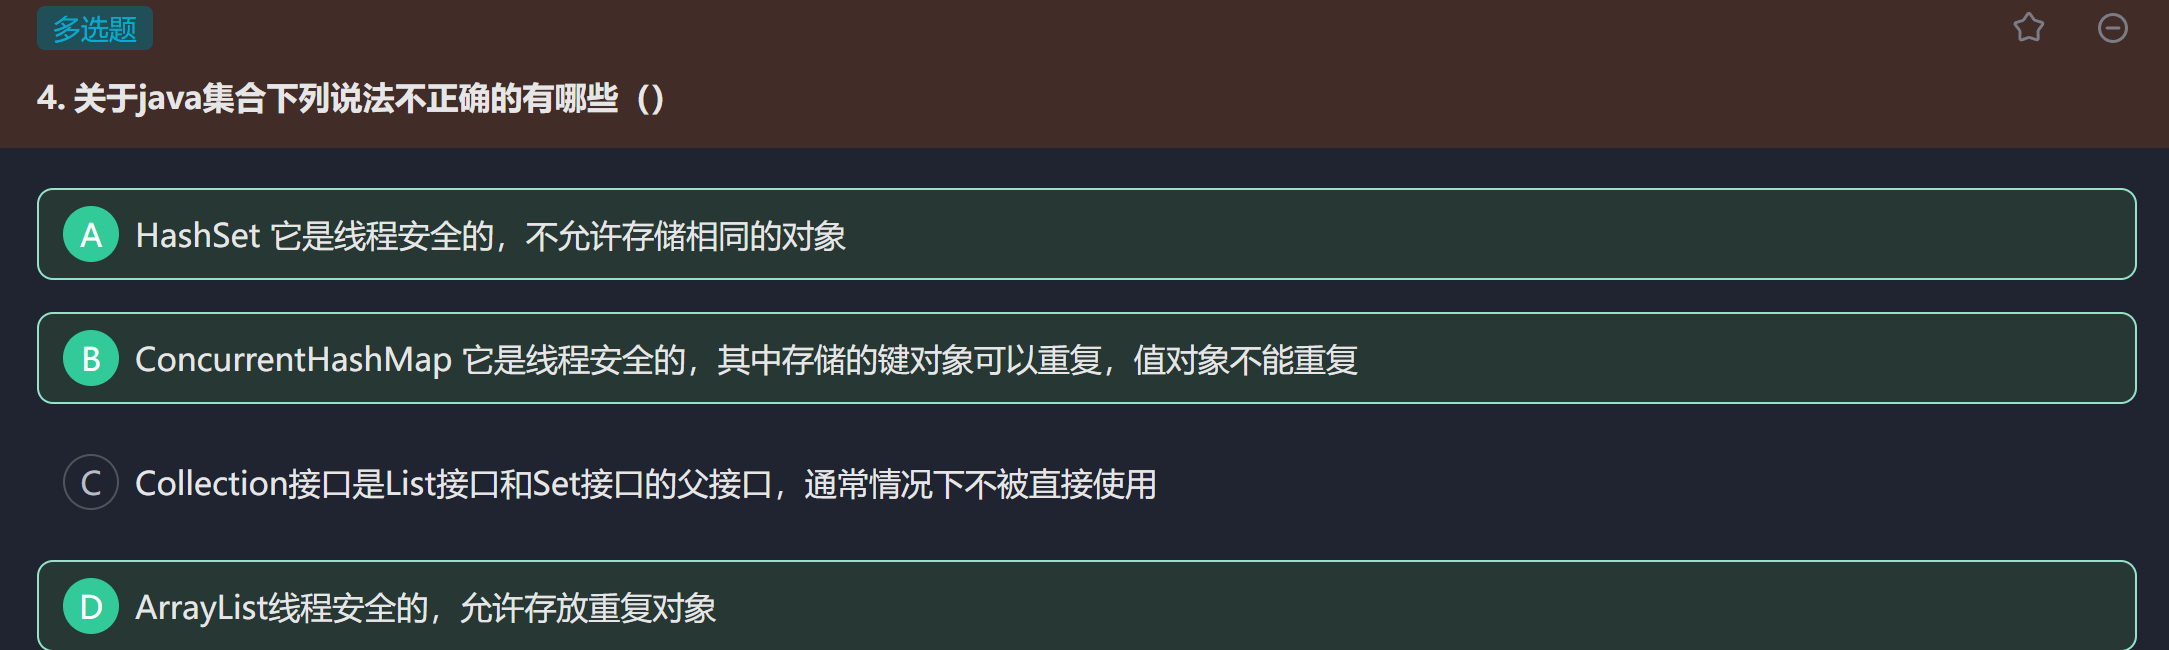 多选题
4. 关于java集合下列说法不正确的有哪些（）
A HashSet 它是线程安全的，不允许存储相同的对象
B ConcurrentHashMap 它是线程安全的，其中存储的键对象可以重复，值对象不能重复
C Collection接口是List接口和Set接口的父接口，通常情况下不被直接使用
D ArrayList线程安全的，允许存放重复对象